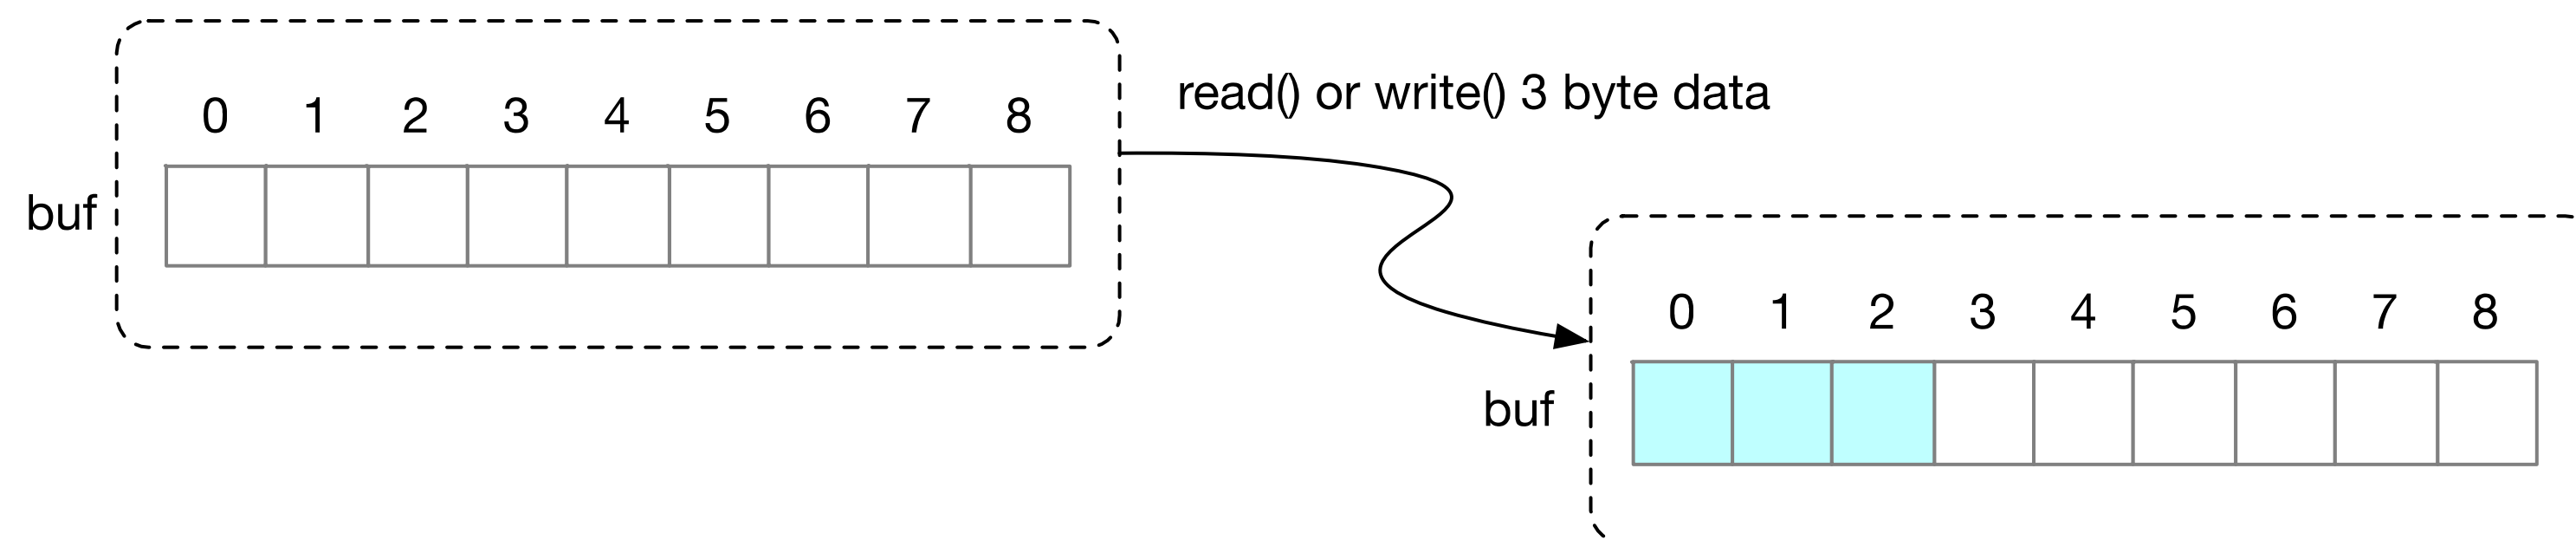 0 1 2 3 4 5 6 7 8
buf
read() or write() 3 byte data
0 1 2 3 4 5 6 7 8
buf